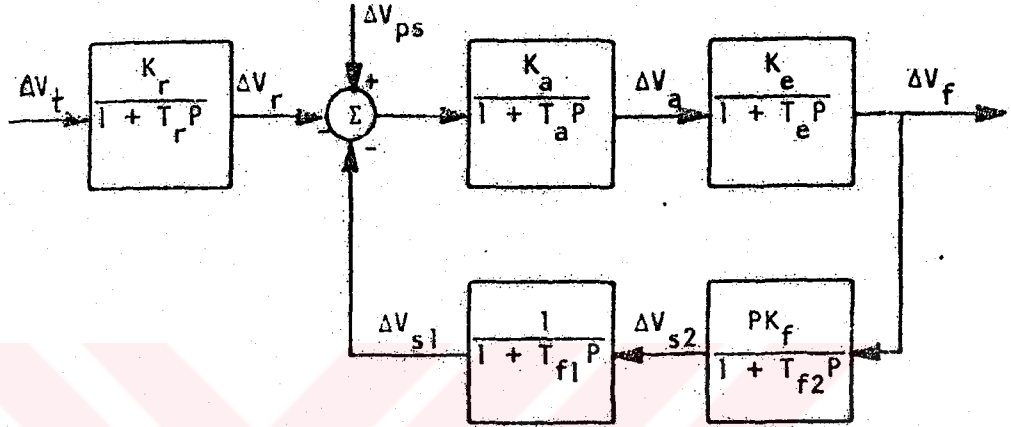 ΔV_ps
ΔV_t
K_r
1 + T_r P
ΔV_r
+
Σ
-
-
K_a
1 + T_a P
ΔV_a
K_e
1 + T_e P
ΔV_f
ΔV_s1
1
1 + T_f1 P
ΔV_s2
PK_f
1 + T_f2 P